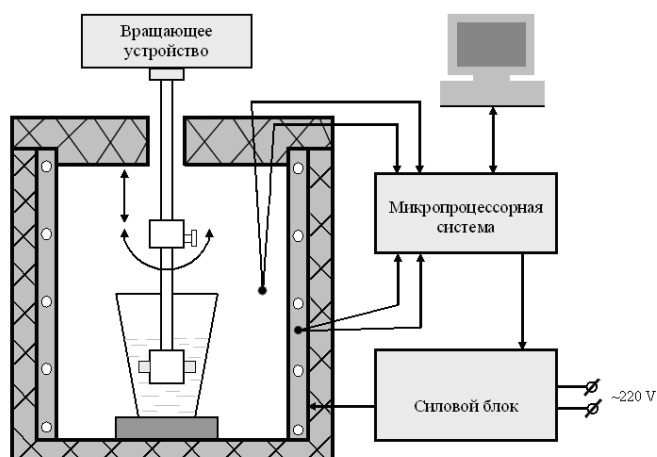 Вращающее
устройство
Микропроцессорная
система
Силовой блок
~220 V